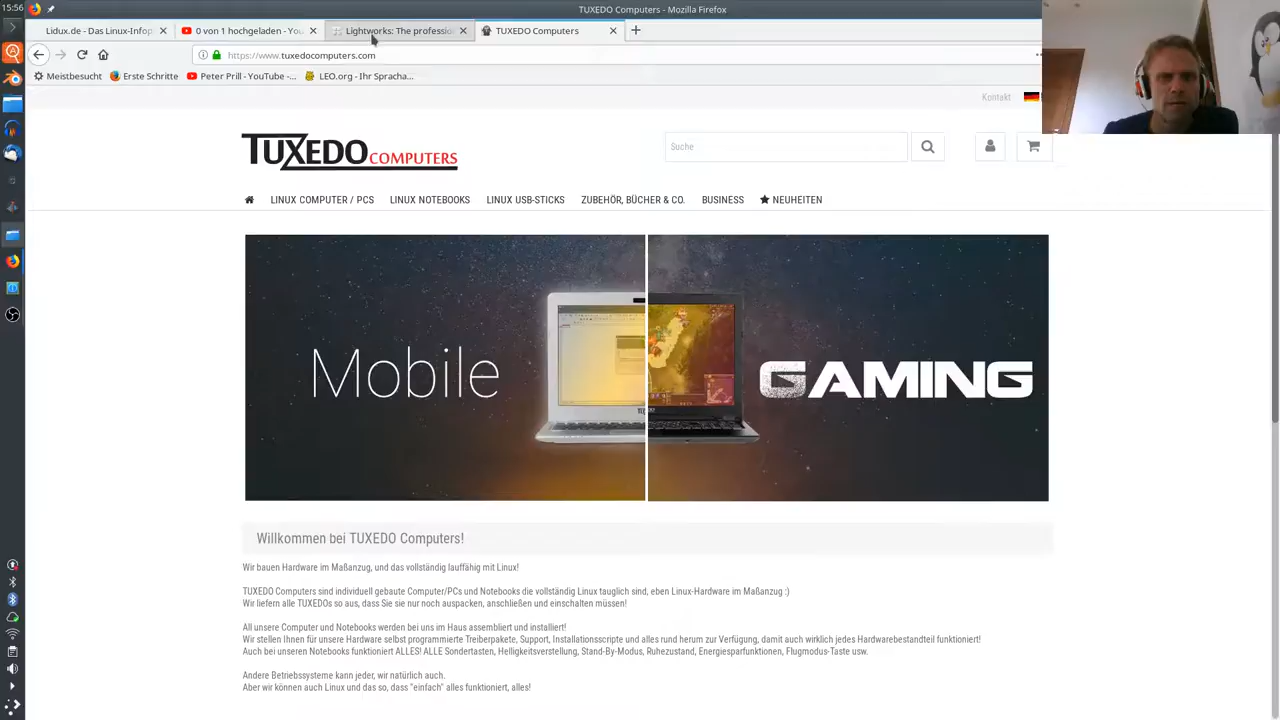 15:56
TUXEDO Computers - Mozilla Firefox
Lidux.de - Das Linux-Infop
0 von 1 hochgeladen - You
Lightworks: The professio
TUXEDO Computers
https://www.tuxedocomputers.com
Meistbesucht
Erste Schritte
Peter Prill - YouTube -...
LEO.org - Ihr Spracha...
Kontakt
TUXEDO COMPUTERS
Suche
LINUX COMPUTER / PCS
LINUX NOTEBOOKS
LINUX USB-STICKS
ZUBEHÖR, BÜCHER & CO.
BUSINESS
NEUHEITEN
Mobile
GAMING
Willkommen bei TUXEDO Computers!
Wir bauen Hardware im Maßanzug, und das vollständig lauffähig mit Linux!
TUXEDO Computers sind individuell gebaute Computer/PCs und Notebooks die vollständig Linux tauglich sind, eben Linux-Hardware im Maßanzug :)
Wir liefern alle TUXEDOs so aus, dass Sie sie nur noch auspacken, anschließen und einschalten müssen!
All unsere Computer und Notebooks werden bei uns im Haus assembliert und installiert!
Wir stellen Ihnen für unsere Hardware selbst programmierte Treiberpakete, Support, Installationsscripte und alles rund herum zur Verfügung, damit auch wirklich jedes Hardwarebestandteil funktioniert!
Auch bei unseren Notebooks funktioniert ALLES! ALLE Sondertasten, Helligkeitsverstellung, Stand-By-Modus, Ruhezustand, Energiesparfunktionen, Flugmodus-Taste usw.
Andere Betriebssysteme kann jeder, wir natürlich auch.
Aber wir können auch Linux und das so, dass "einfach" alles funktioniert, alles!